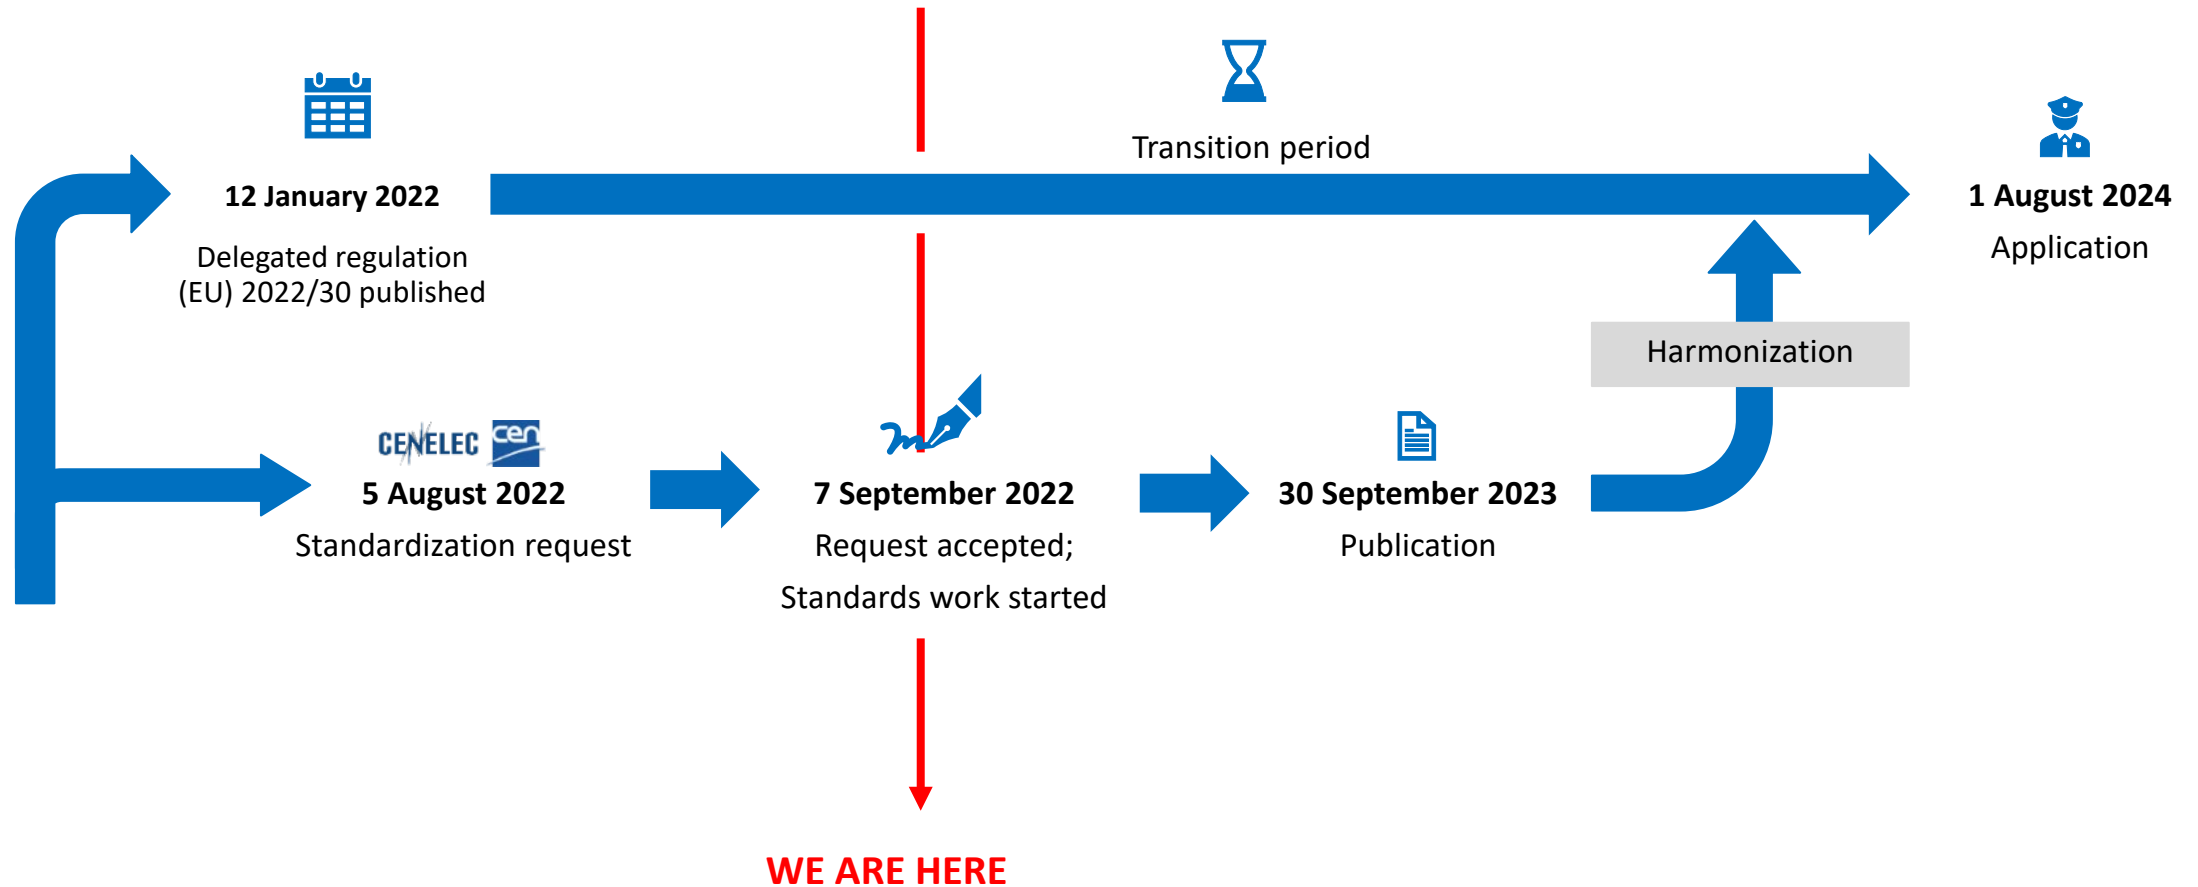 Transition period
12 January 2022
1 August 2024
Delegated regulation
(EU) 2022/30 published
Application
Harmonization
CENELEC cen
5 August 2022
7 September 2022
30 September 2023
Standardization request
Request accepted;
Standards work started
Publication
WE ARE HERE